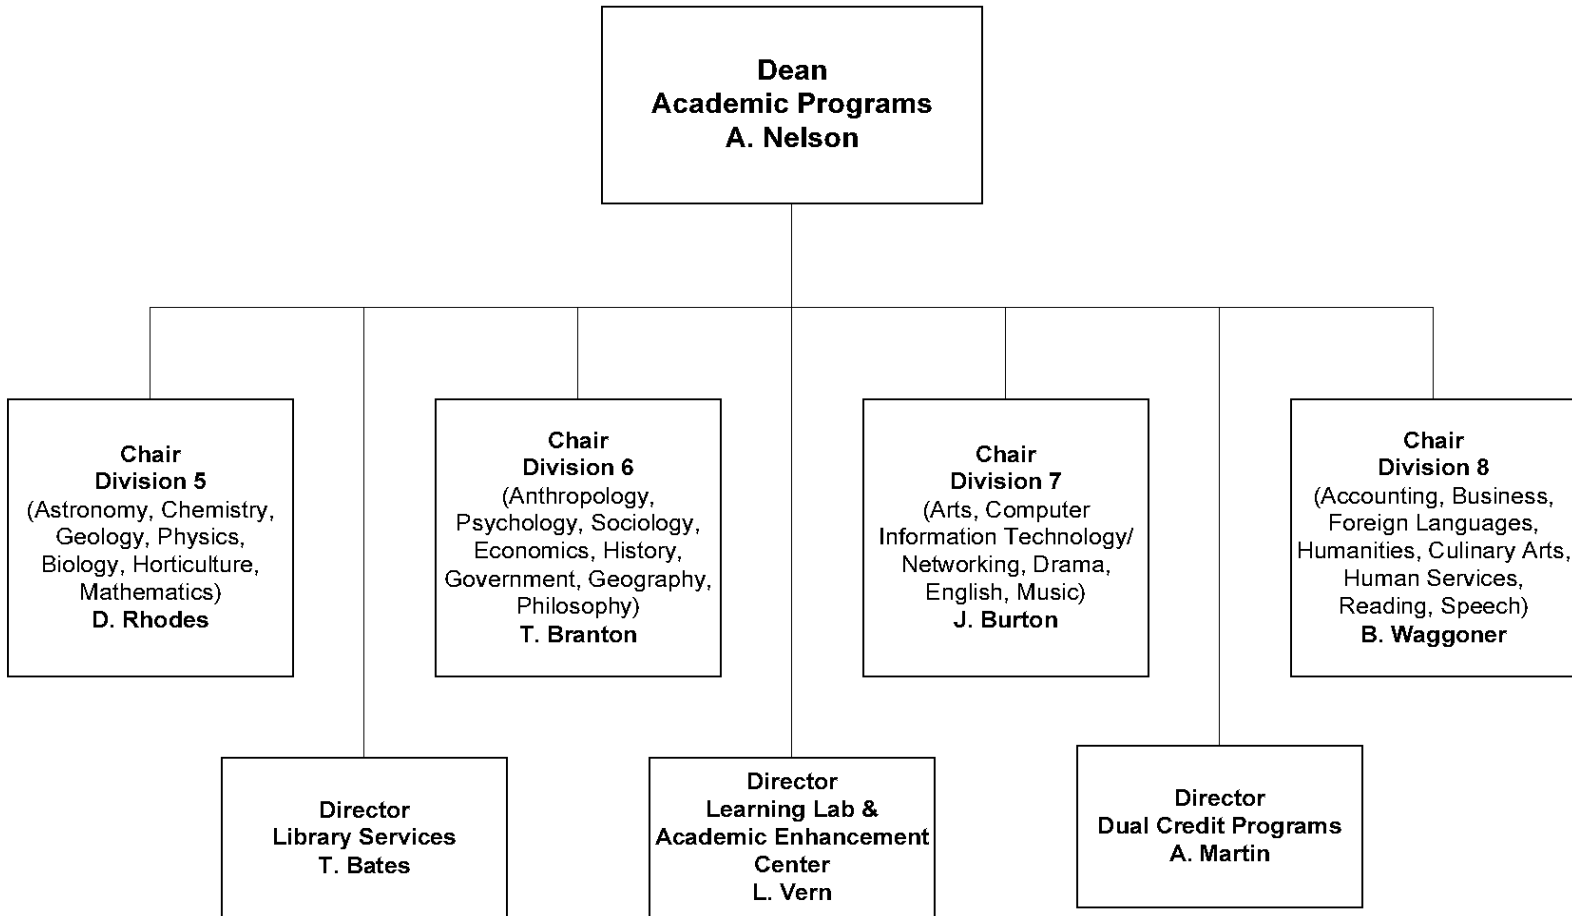 Dean
Academic Programs
A. Nelson
Chair
Division 5
(Astronomy, Chemistry,
Geology, Physics,
Biology, Horticulture,
Mathematics)
D. Rhodes
Chair
Division 6
(Anthropology,
Psychology, Sociology,
Economics, History,
Government, Geography,
Philosophy)
T. Branton
Chair
Division 7
(Arts, Computer
Information Technology/
Networking, Drama,
English, Music)
J. Burton
Chair
Division 8
(Accounting, Business,
Foreign Languages,
Humanities, Culinary Arts,
Human Services,
Reading, Speech)
B. Waggoner
Director
Library Services
T. Bates
Director
Learning Lab &
Academic Enhancement
Center
L. Vern
Director
Dual Credit Programs
A. Martin